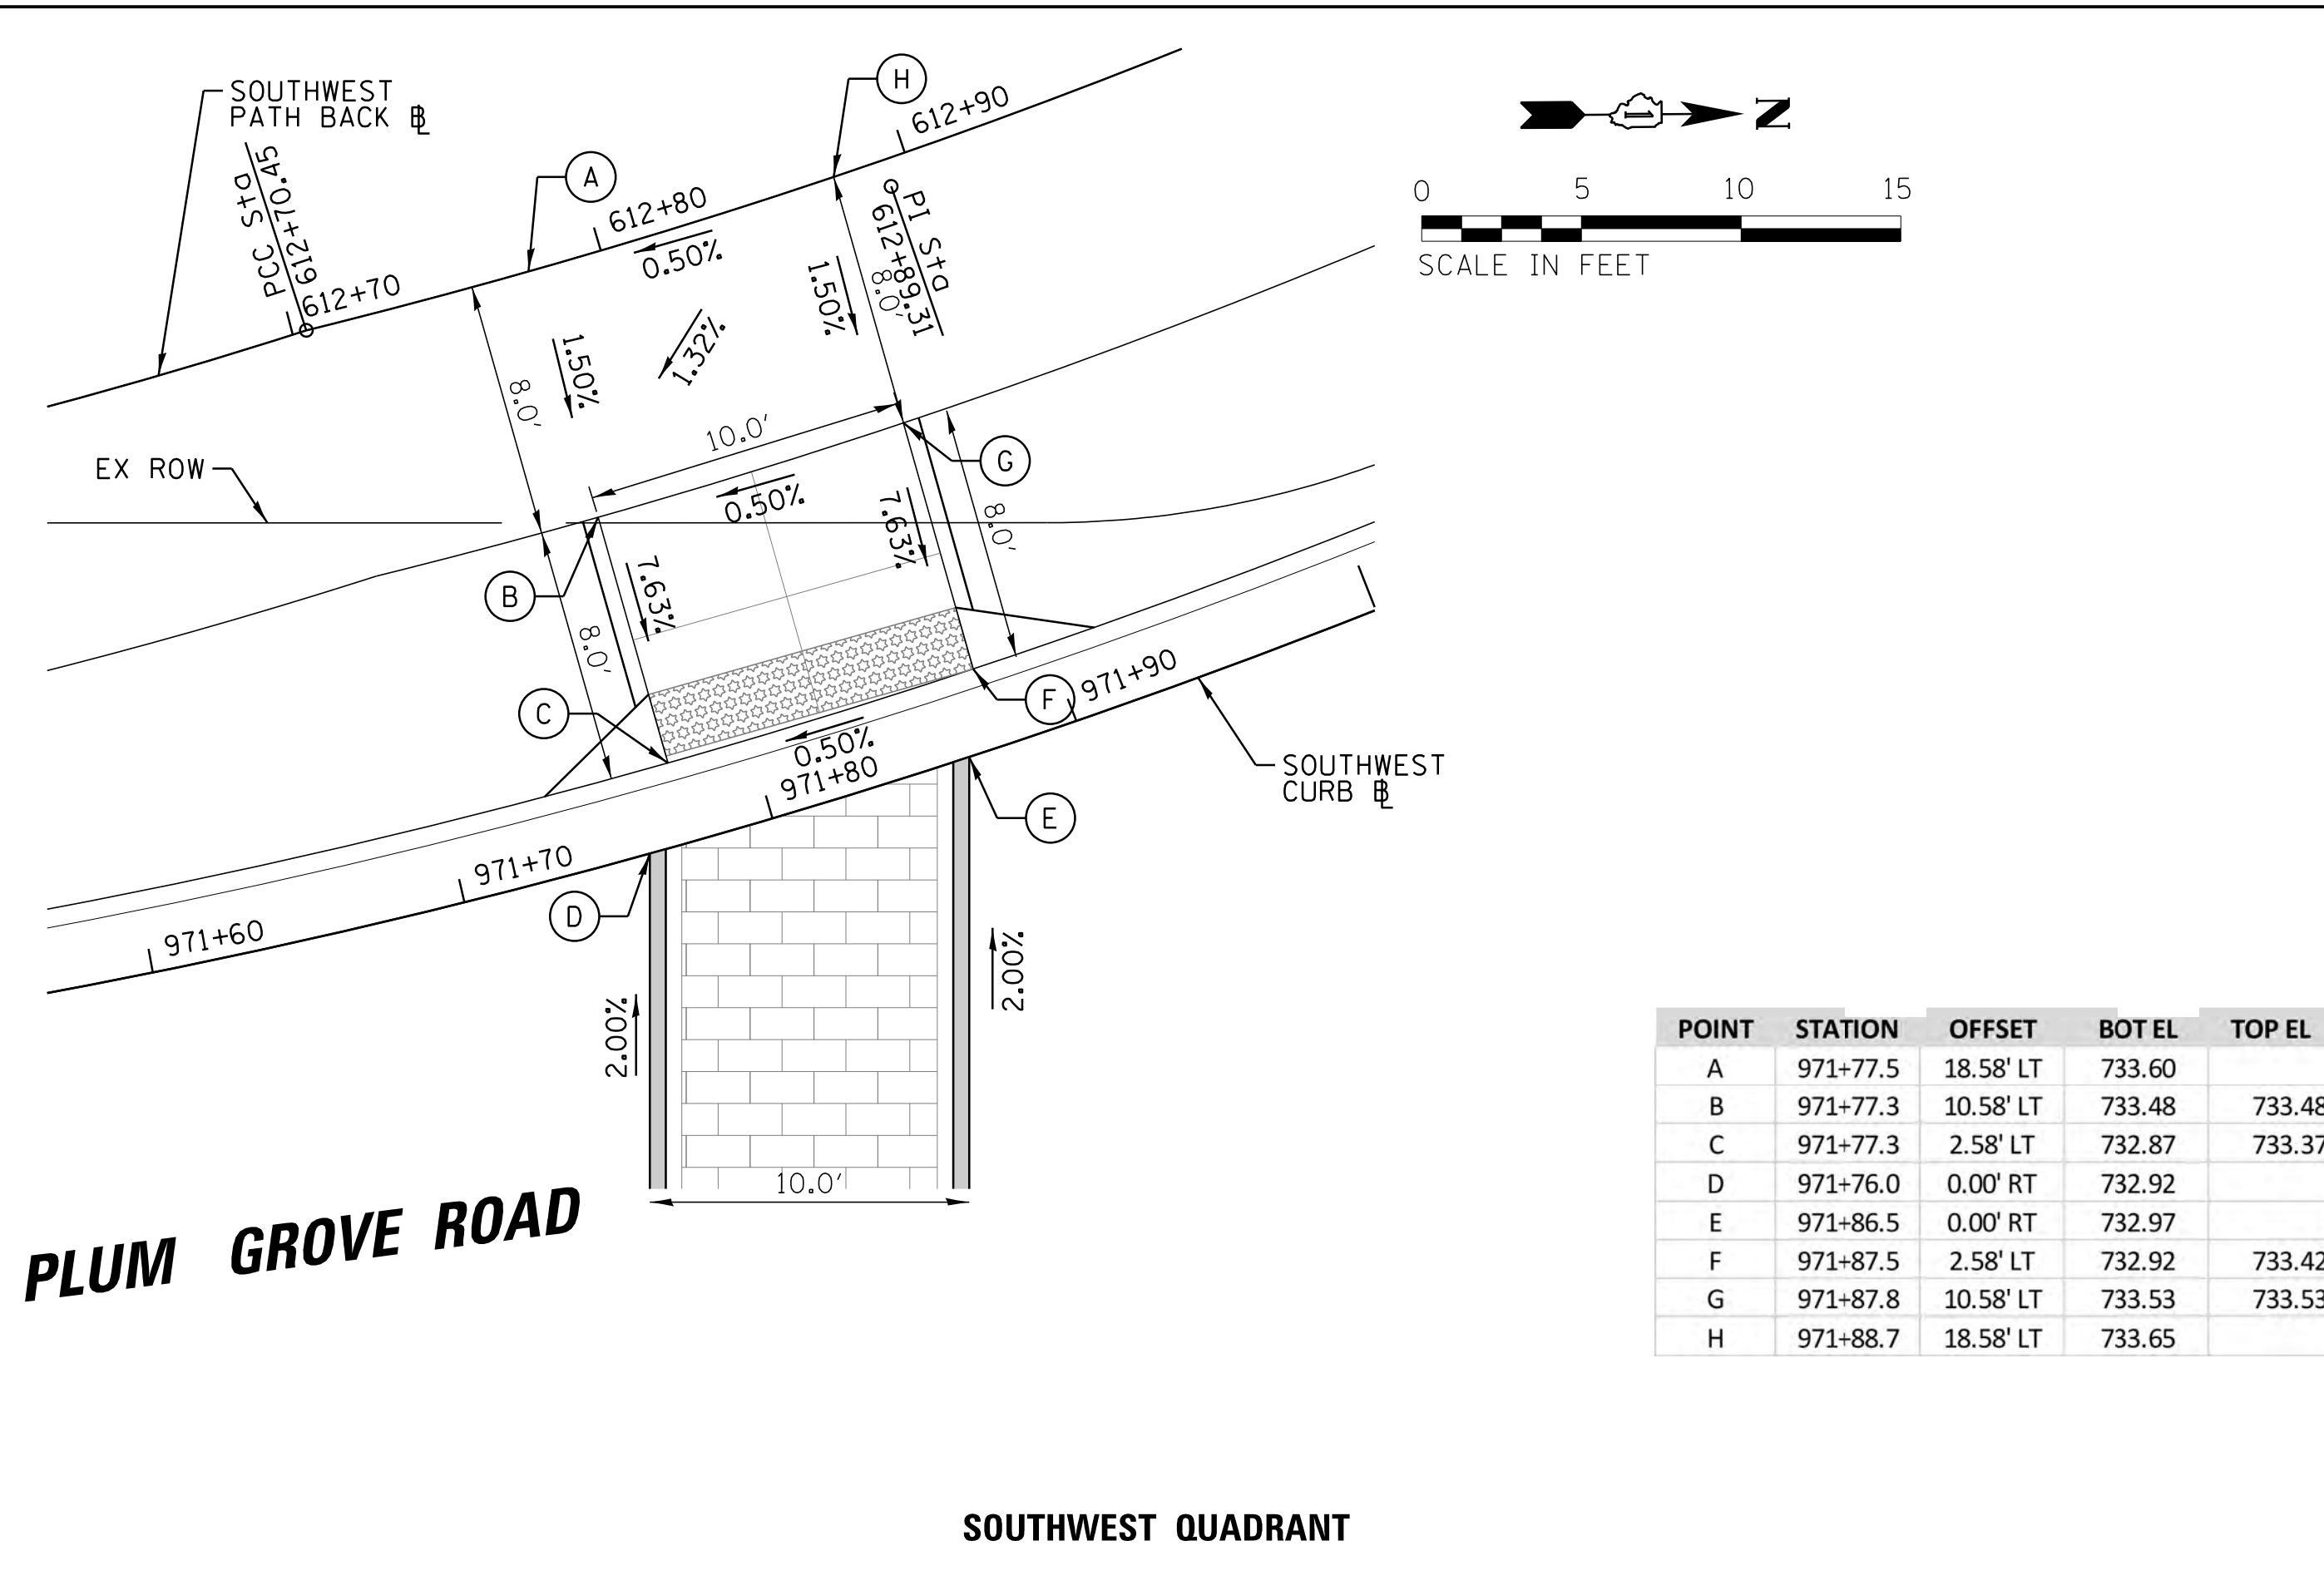 SOUTHWEST
PATH BACK
PCC Sta
612+70.45
612+70
A
612+80
0.50%
H
612+90
PI Sta
612+89.31
8.0'
1.50%
1.50%
1.32%
8.0'
10.0'
EX ROW
G
0.50%
7.63%
8.0'
B
7.63%
8.0'
C
F
971+90
0.50%
971+80
SOUTHWEST
CURB
E
971+70
D
971+60
2.00%
2.00%
10.0'
N
0 5 10 15
SCALE IN FEET
POINT STATION OFFSET BOT EL TOP EL
A 971+77.5 18.58' LT 733.60
B 971+77.3 10.58' LT 733.48 733.48
C 971+77.3 2.58' LT 732.87 733.37
D 971+76.0 0.00' RT 732.92
E 971+86.5 0.00' RT 732.97
F 971+87.5 2.58' LT 732.92 733.42
G 971+87.8 10.58' LT 733.53 733.53
H 971+88.7 18.58' LT 733.65
PLUM GROVE ROAD
SOUTHWEST QUADRANT